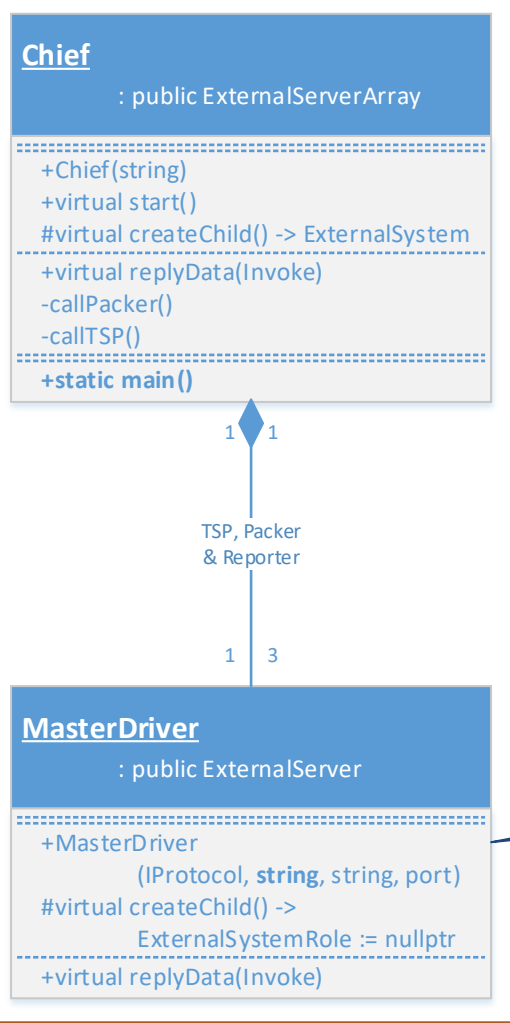 Chief
: public ExternalServerArray
+Chief(string)
+virtual start()
#virtual createChild() -> ExternalSystem
+virtual replyData(Invoke)
-callPacker()
-callTSP()
+static main()
1 1
TSP, Packer
& Reporter
1 3
MasterDriver
: public ExternalServer
+MasterDriver
(IProtocol, string, string, port)
#virtual createChild() ->
ExternalSystemRole := nullptr
+virtual replyData(Invoke)